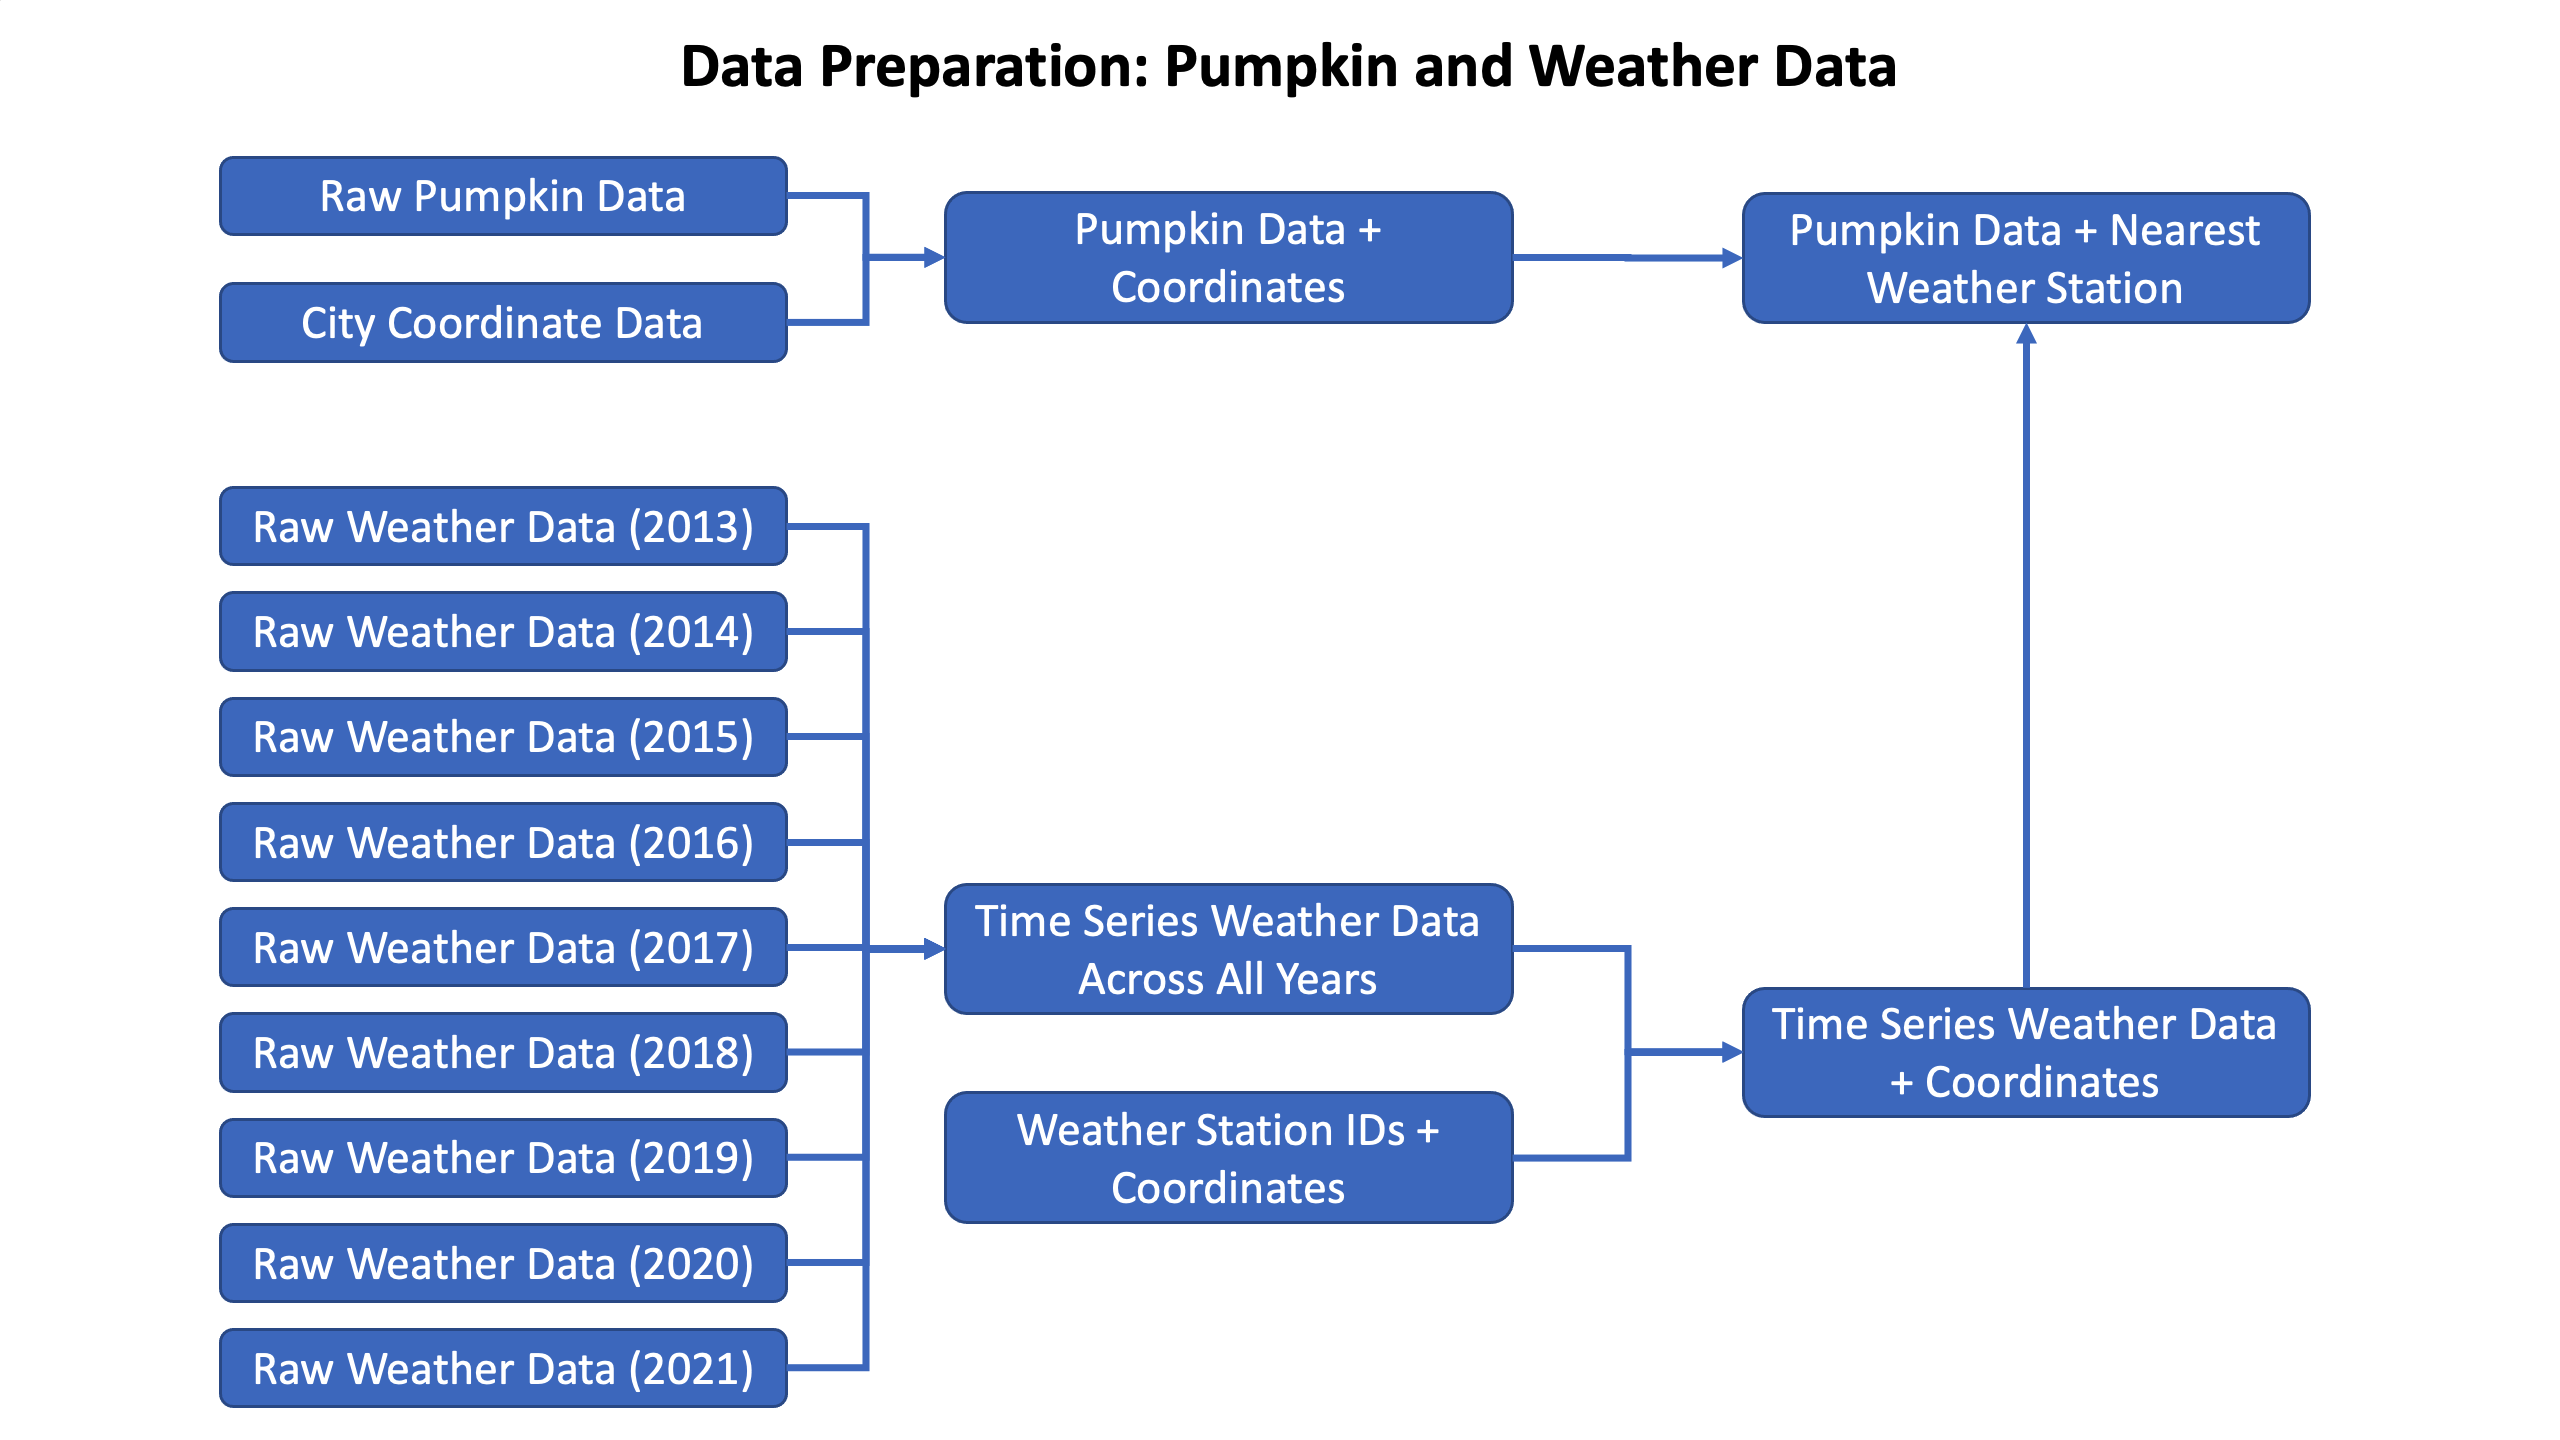 Data Preparation: Pumpkin and Weather Data
Raw Pumpkin Data
City Coordinate Data
Pumpkin Data +
Coordinates
Pumpkin Data + Nearest
Weather Station
Raw Weather Data (2013)
Raw Weather Data (2014)
Raw Weather Data (2015)
Raw Weather Data (2016)
Raw Weather Data (2017)
Raw Weather Data (2018)
Raw Weather Data (2019)
Raw Weather Data (2020)
Raw Weather Data (2021)
Time Series Weather Data
Across All Years
Weather Station IDs +
Coordinates
Time Series Weather Data
+ Coordinates